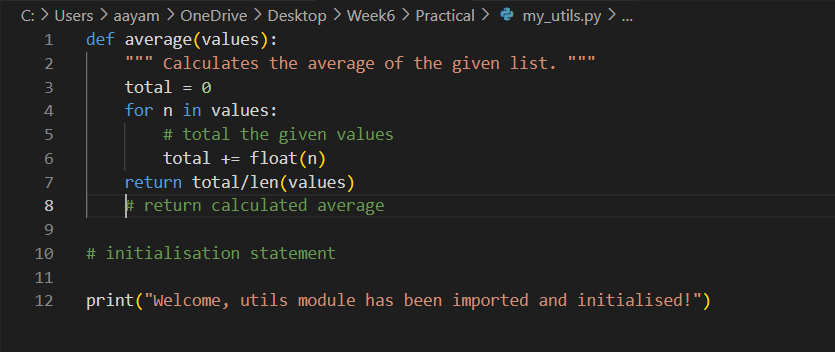 C: > Users > aayam > OneDrive > Desktop > Week6 > Practical > my_utils.py > ...
1 def average(values):
2     """ Calculates the average of the given list. """
3     total = 0
4     for n in values:
5         # total the given values
6         total += float(n)
7     return total/len(values)
8     # return calculated average
9
10 # initialisation statement
11
12 print("Welcome, utils module has been imported and initialised!")